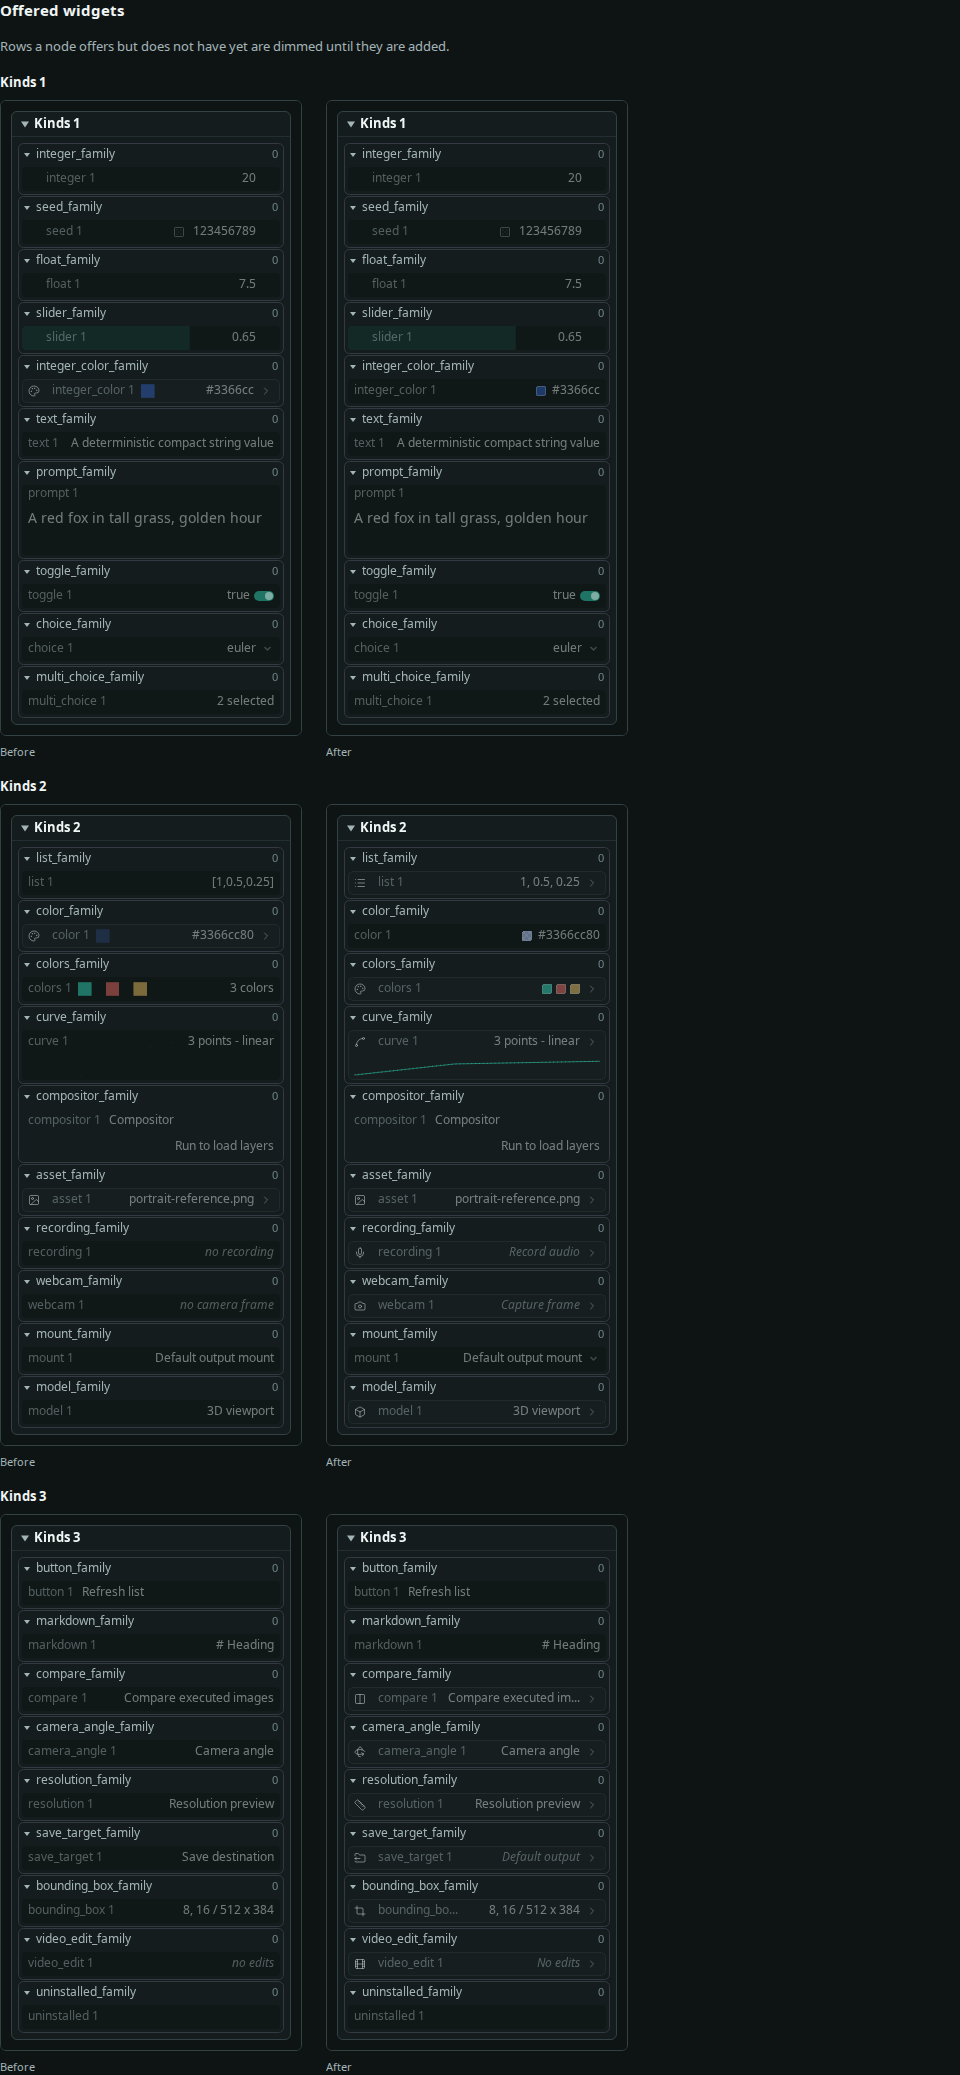 Offered widgets
Rows a node offers but does not have yet are dimmed until they are added.
Kinds 1
Kinds 1
integer_family 0
integer 1 20
seed_family 0
seed 1 123456789
float_family 0
float 1 7.5
slider_family 0
slider 1 0.65
integer_color_family 0
integer_color 1 #3366cc
text_family 0
text 1 A deterministic compact string value
prompt_family 0
prompt 1
A red fox in tall grass, golden hour
toggle_family 0
toggle 1 true
choice_family 0
choice 1 euler
multi_choice_family 0
multi_choice 1 2 selected
Before
Kinds 1
integer_family 0
integer 1 20
seed_family 0
seed 1 123456789
float_family 0
float 1 7.5
slider_family 0
slider 1 0.65
integer_color_family 0
integer_color 1 #3366cc
text_family 0
text 1 A deterministic compact string value
prompt_family 0
prompt 1
A red fox in tall grass, golden hour
toggle_family 0
toggle 1 true
choice_family 0
choice 1 euler
multi_choice_family 0
multi_choice 1 2 selected
After
Kinds 2
Kinds 2
list_family 0
list 1 [1,0.5,0.25]
color_family 0
color 1 #3366cc80
colors_family 0
colors 1 3 colors
curve_family 0
curve 1 3 points - linear
compositor_family 0
compositor 1 Compositor
Run to load layers
asset_family 0
asset 1 portrait-reference.png
recording_family 0
recording 1 no recording
webcam_family 0
webcam 1 no camera frame
mount_family 0
mount 1 Default output mount
model_family 0
model 1 3D viewport
Before
Kinds 2
list_family 0
list 1 1, 0.5, 0.25
color_family 0
color 1 #3366cc80
colors_family 0
colors 1
curve_family 0
curve 1 3 points - linear
compositor_family 0
compositor 1 Compositor
Run to load layers
asset_family 0
asset 1 portrait-reference.png
recording_family 0
recording 1 Record audio
webcam_family 0
webcam 1 Capture frame
mount_family 0
mount 1 Default output mount
model_family 0
model 1 3D viewport
After
Kinds 3
Kinds 3
button_family 0
button 1 Refresh list
markdown_family 0
markdown 1 # Heading
compare_family 0
compare 1 Compare executed images
camera_angle_family 0
camera_angle 1 Camera angle
resolution_family 0
resolution 1 Resolution preview
save_target_family 0
save_target 1 Save destination
bounding_box_family 0
bounding_box 1 8, 16 / 512 x 384
video_edit_family 0
video_edit 1 no edits
uninstalled_family 0
uninstalled 1
Before
Kinds 3
button_family 0
button 1 Refresh list
markdown_family 0
markdown 1 # Heading
compare_family 0
compare 1 Compare executed im...
camera_angle_family 0
camera_angle 1 Camera angle
resolution_family 0
resolution 1 Resolution preview
save_target_family 0
save_target 1 Default output
bounding_box_family 0
bounding_bo... 8, 16 / 512 x 384
video_edit_family 0
video_edit 1 No edits
uninstalled_family 0
uninstalled 1
After